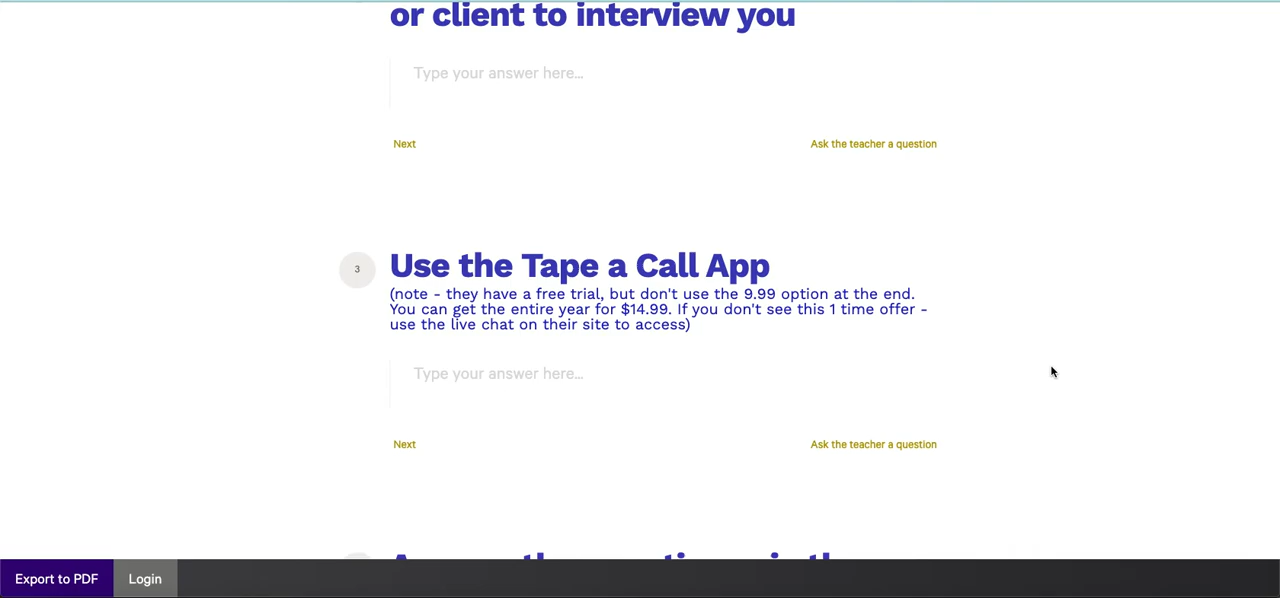 or client to interview you
Type your answer here...
Next
Ask the teacher a question
3
Use the Tape a Call App
(note - they have a free trial, but don't use the 9.99 option at the end.
You can get the entire year for $14.99. If you don't see this 1 time offer -
use the live chat on their site to access)
Type your answer here...
Next
Ask the teacher a question
Export to PDF
Login